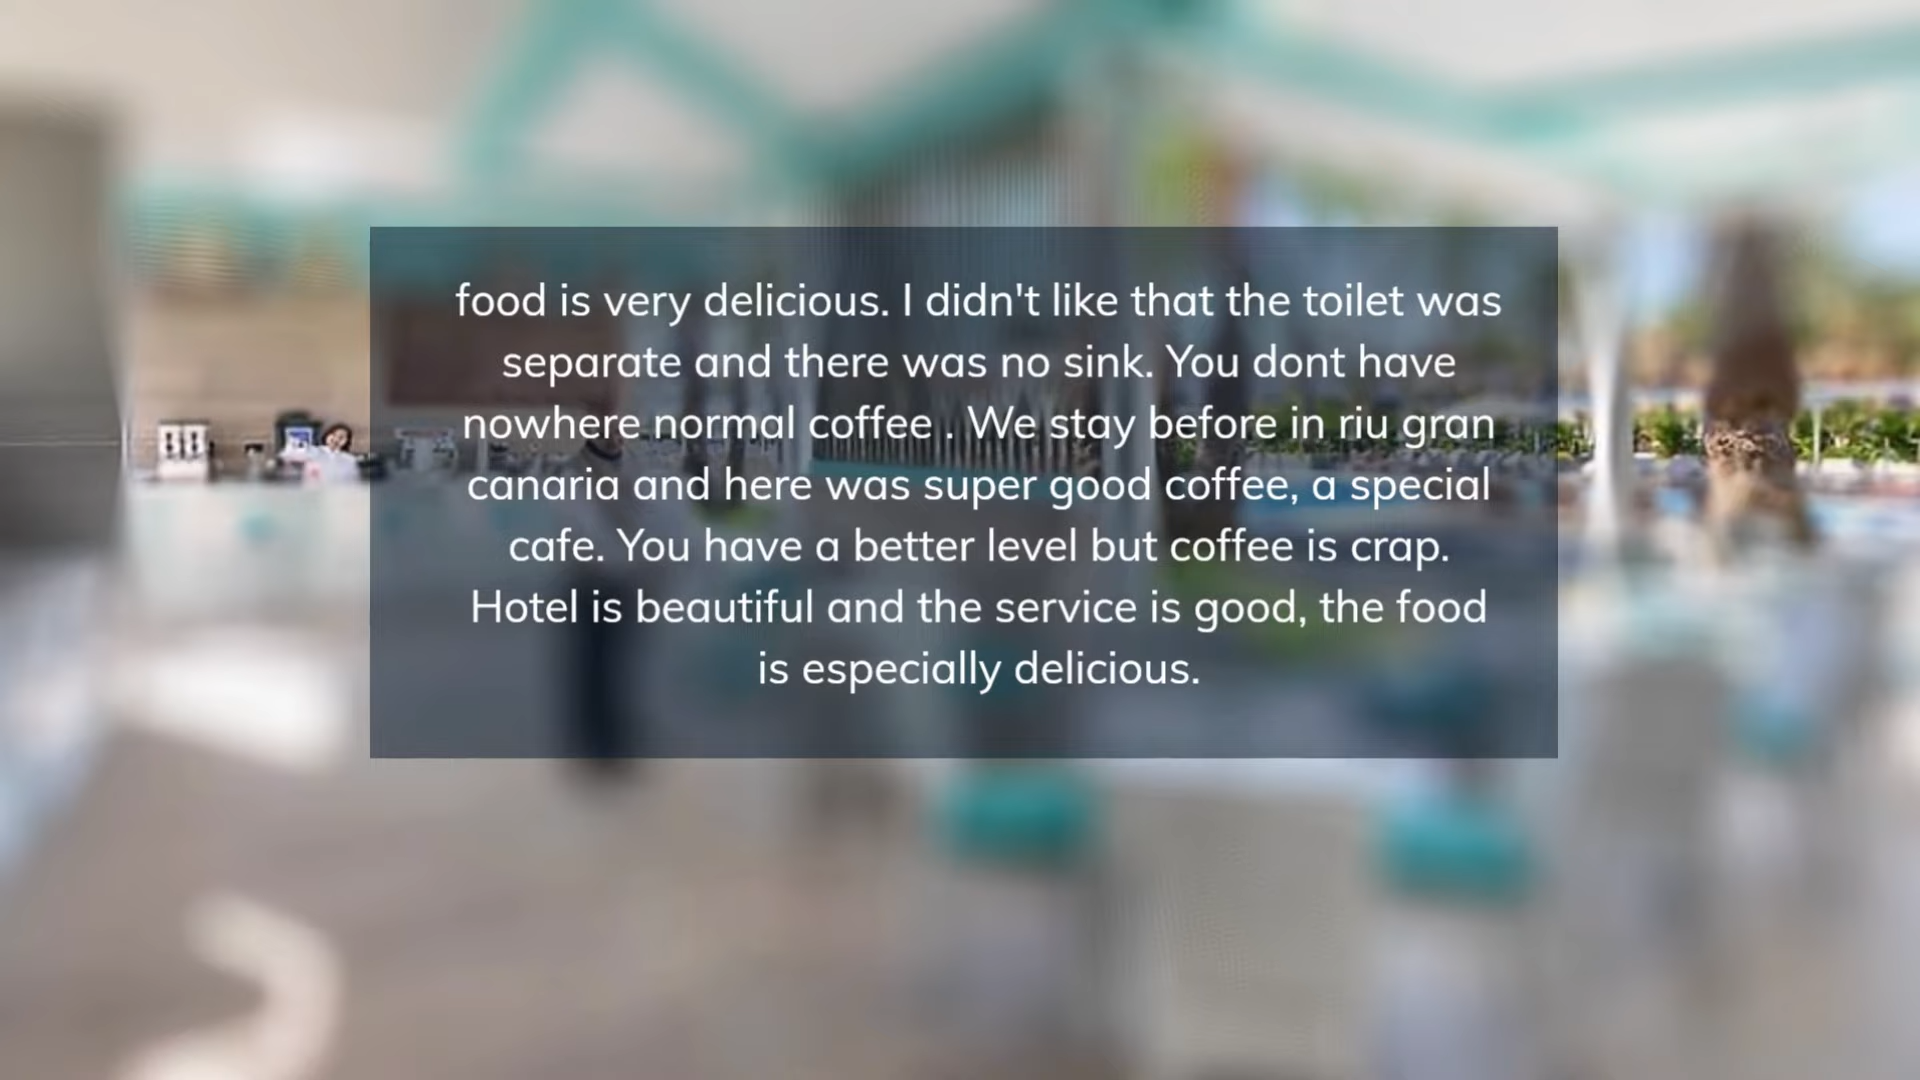 food is very delicious. I didn't like that the toilet was
separate and there was no sink. You dont have
nowhere normal coffee . We stay before in riu gran
canaria and here was super good coffee, a special
cafe. You have a better level but coffee is crap.
Hotel is beautiful and the service is good, the food
is especially delicious.